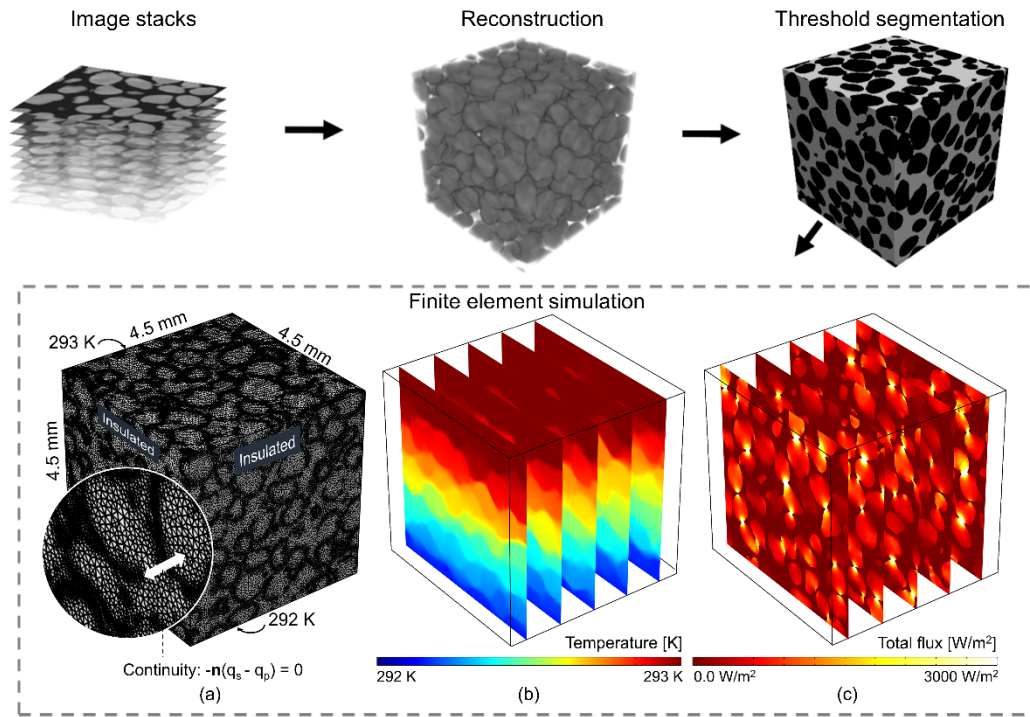 Image stacks
Reconstruction
Threshold segmentation
Finite element simulation
293 K
4.5 mm
4.5 mm
4.5 mm
Insulated
Insulated
292 K
Continuity: -n(qₛ - qₚ) = 0
(a)
Temperature [K]
292 K
293 K
(b)
Total flux [W/m²]
0.0 W/m²
3000 W/m²
(c)